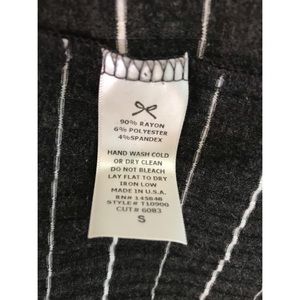 90% RAYON
6% POLYESTER
4%SPANDEX
HAND WASH COLD
OR DRY CLEAN
DO NOT BLEACH
LAY FLAT TO DRY
IRON LOW
MADE IN U.S.A.
RN# 145848
STYLE# T10900
CUT# 6083
S